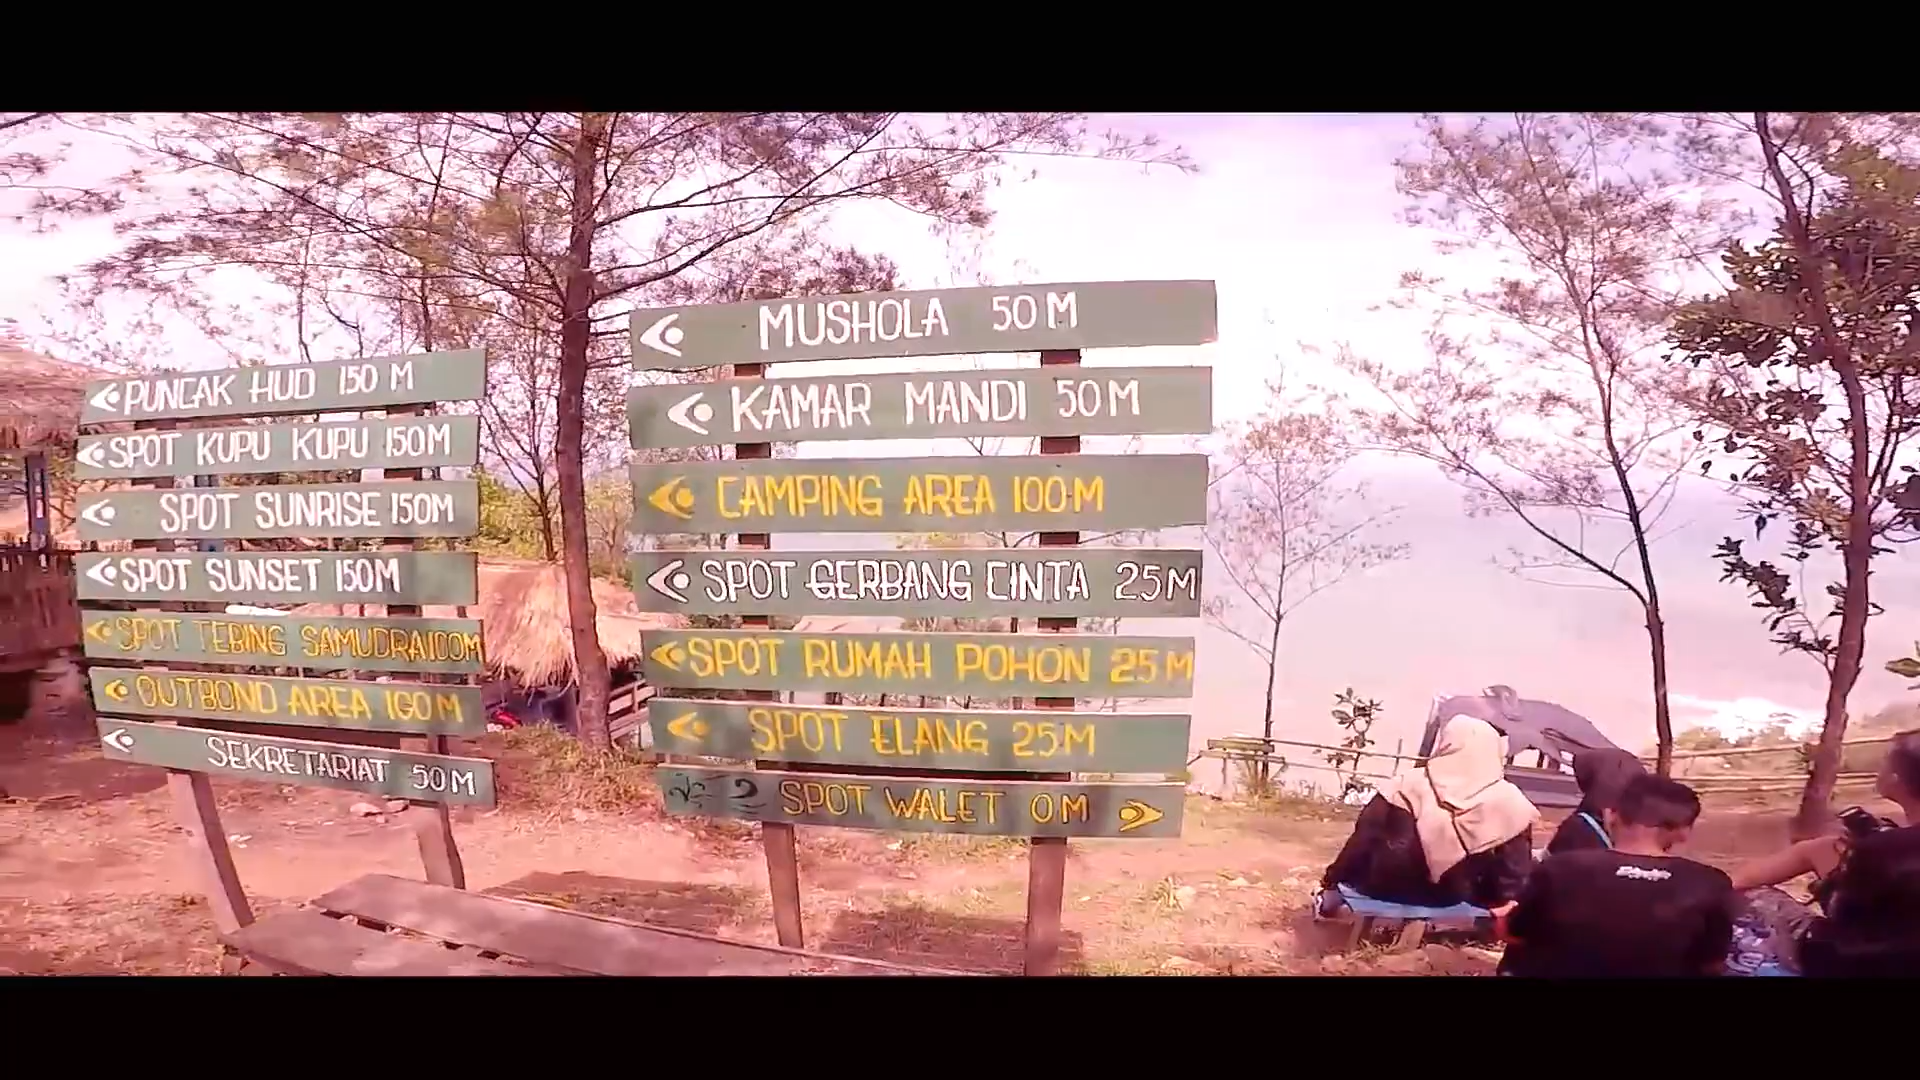 PUNCAK HUD 150 M
SPOT KUPU KUPU 150M
SPOT SUNRISE 150M
SPOT SUNSET 150M
SPOT TEBING SAMUDRA 100M
OUTBOND AREA 100M
SEKRETARIAT 50M
MUSHOLA 50M
KAMAR MANDI 50M
CAMPING AREA 100M
SPOT GERBANG CINTA 25M
SPOT RUMAH POHON 25M
SPOT ELANG 25M
SPOT WALET 0M